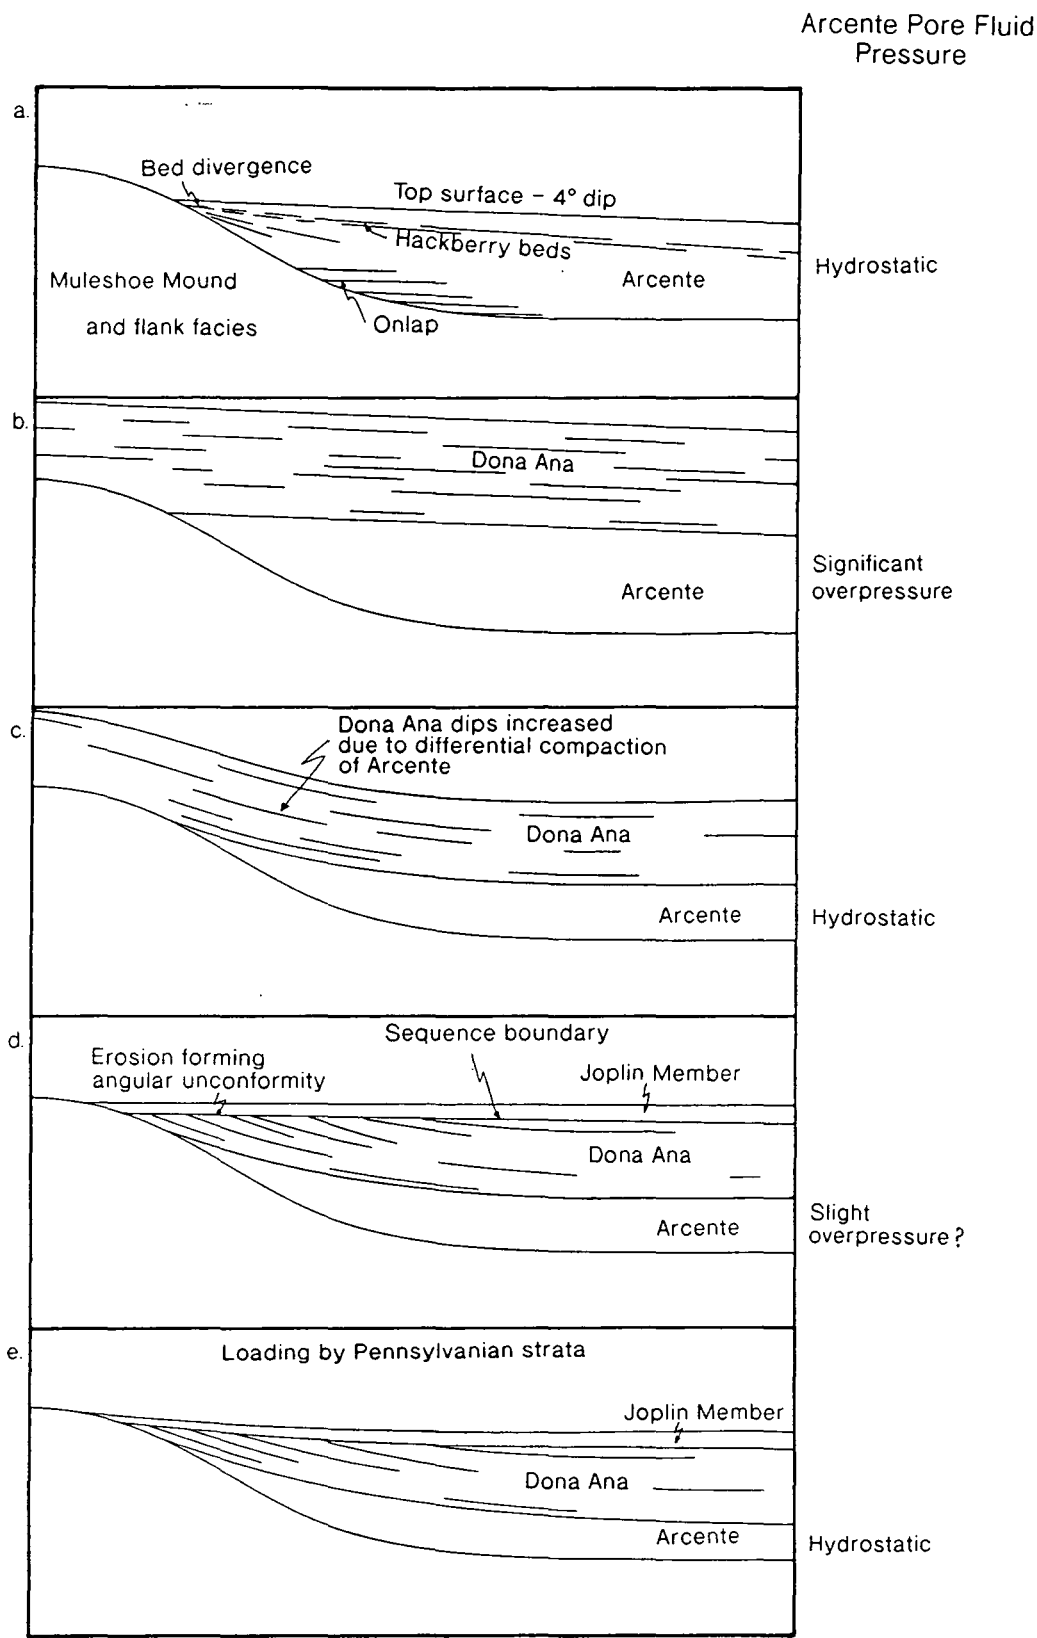 Arcente Pore Fluid
Pressure
a.
Bed divergence
Top surface – 4° dip
Hackberry beds
Muleshoe Mound
and flank facies
Arcente
Onlap
Hydrostatic
b.
Dona Ana
Arcente
Significant
overpressure
c.
Dona Ana dips increased
due to differential compaction
of Arcente
Dona Ana
Arcente
Hydrostatic
d.
Sequence boundary
Erosion forming
angular unconformity
Joplin Member
Dona Ana
Arcente
Slight
overpressure?
e.
Loading by Pennsylvanian strata
Joplin Member
Dona Ana
Arcente
Hydrostatic